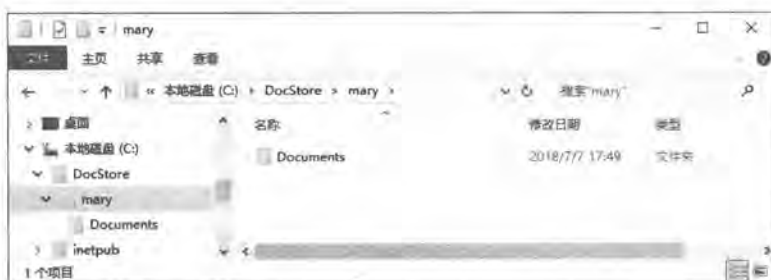 mary
文件 主页 共享 查看
« 本地磁盘 (C:) › DocStore › mary ›
搜索"mary"
桌面
本地磁盘 (C:)
DocStore
mary
Documents
inetpub
名称 修改日期 类型
Documents 2018/7/7 17:49 文件夹
1 个项目